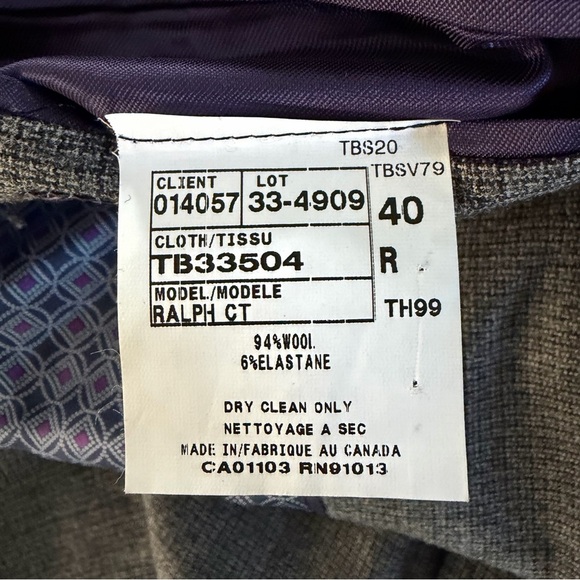 TBS20
TBSV79
CLIENT LOT
014057 33-4909 40
CLOTH/TISSU
TB33504 R
MODEL/MODELE
RALPH CT TH99
94%WOOL
6%ELASTANE
DRY CLEAN ONLY
NETTOYAGE A SEC
MADE IN/FABRIQUE AU CANADA
CA01103 RN91013